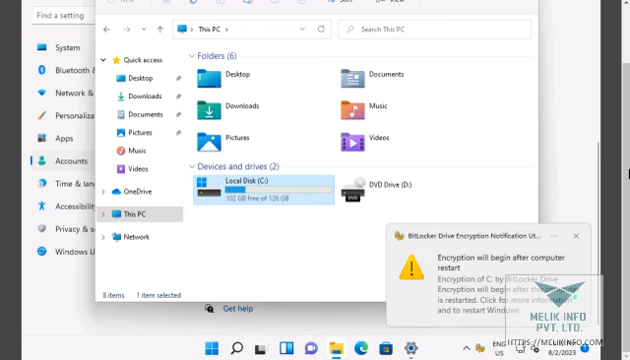 Find a setting
System
Bluetooth &
Network &
Personaliza
Apps
Accounts
Time & lan
Accessibility
Privacy & s
Windows U
This PC
Search This PC
Quick access
Desktop
Downloads
Documents
Pictures
Music
Videos
OneDrive
This PC
Network
Folders (6)
Desktop
Documents
Downloads
Music
Pictures
Videos
Devices and drives (2)
Local Disk (C:)
102 GB free of 126 GB
DVD Drive (D:)
DVD
8 items
1 item selected
Get help
BitLocker Drive Encryption Notification Ut...
Encryption will begin after computer
restart
Encryption of C: by BitLocker Drive
Encryption will begin after the computer
is restarted. Click for more information
and to restart Windows.
MELIK INFO
PVT. LTD.
HTTPS://MELIKINFO.COM
ENG
8/2/2023